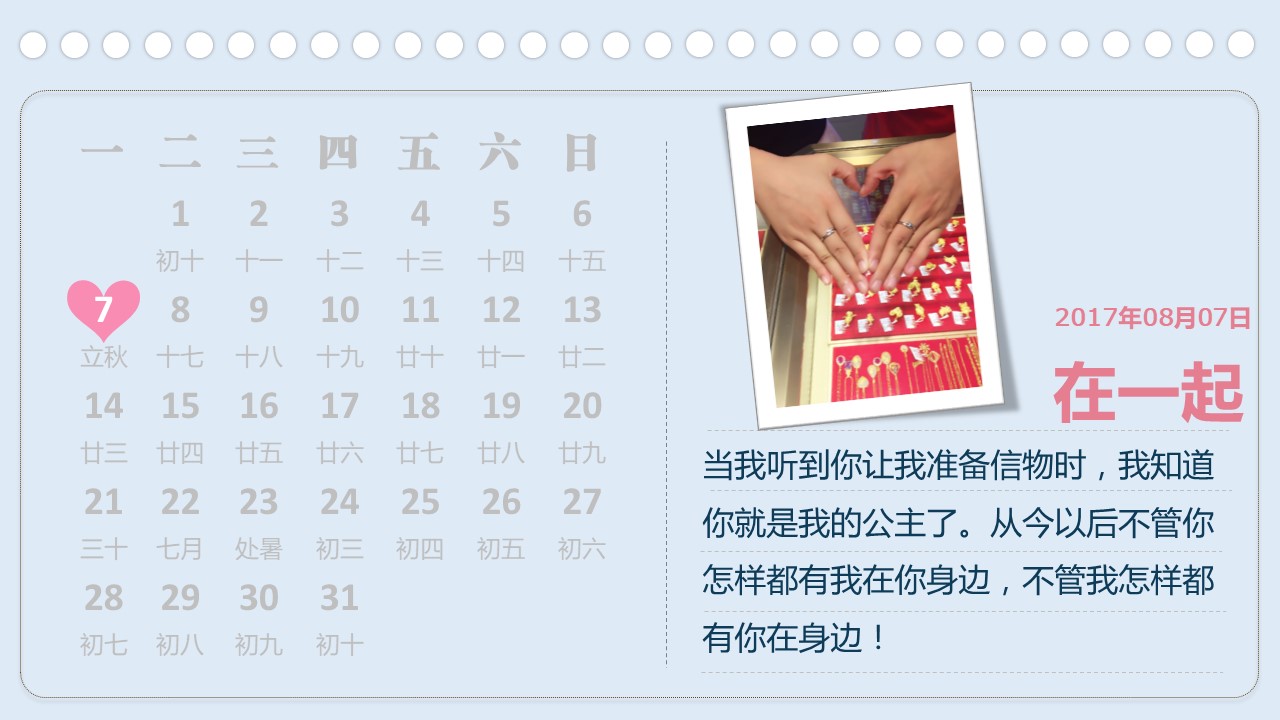 一 二 三 四 五 六 日
1 2 3 4 5 6
初十 十一 十二 十三 十四 十五
7 8 9 10 11 12 13
立秋 十七 十八 十九 廿十 廿一 廿二
14 15 16 17 18 19 20
廿三 廿四 廿五 廿六 廿七 廿八 廿九
21 22 23 24 25 26 27
三十 七月 处暑 初三 初四 初五 初六
28 29 30 31
初七 初八 初九 初十
2017年08月07日
在一起
当我听到你让我准备信物时，我知道
你就是我的公主了。从今以后不管你
怎样都有我在你身边，不管我怎样都
有你在身边！